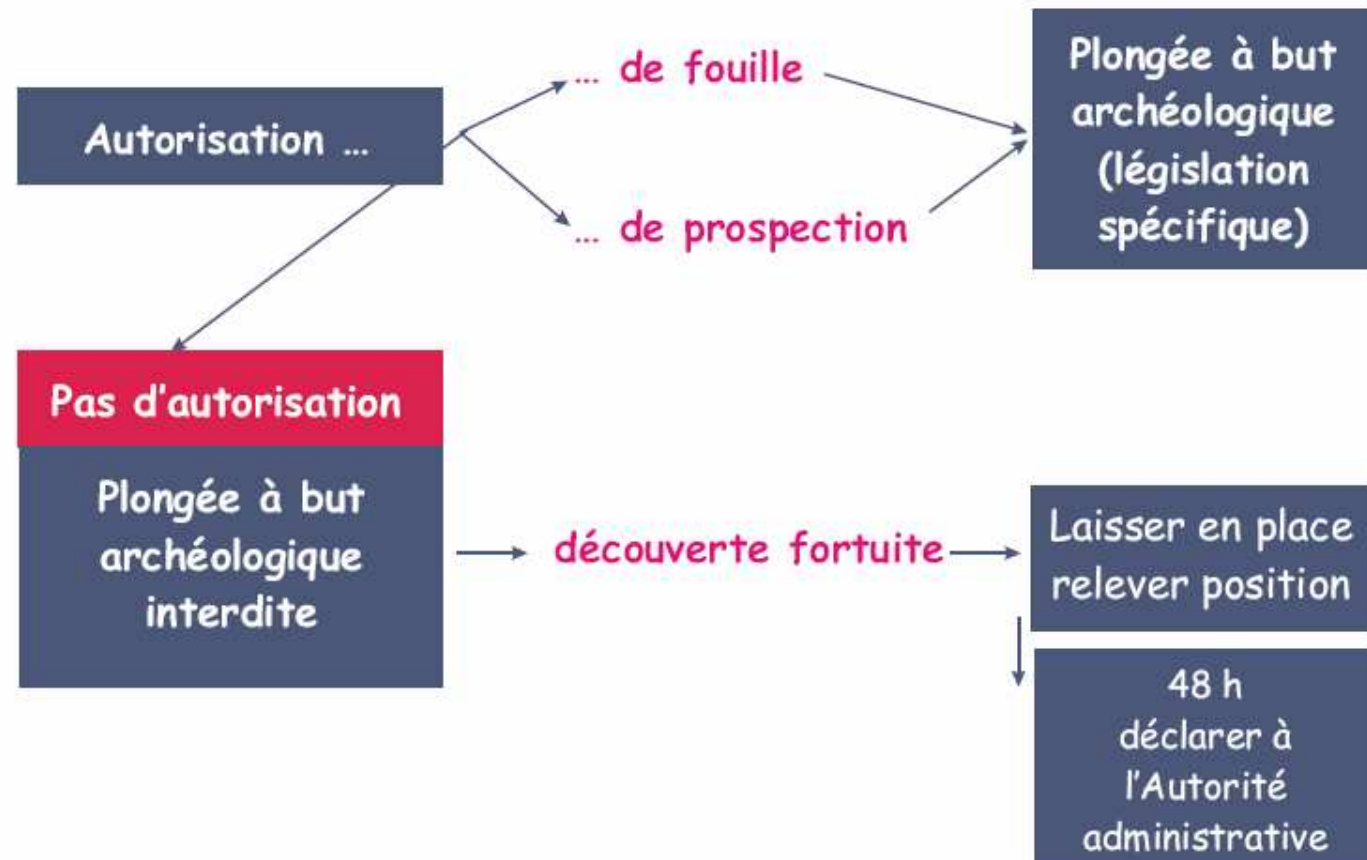 Autorisation ...
... de fouille
... de prospection
Plongée à but
archéologique
(législation
spécifique)
Pas d'autorisation
Plongée à but
archéologique
interdite
découverte fortuite
Laisser en place
relever position
48 h
déclarer à
l'Autorité
administrative